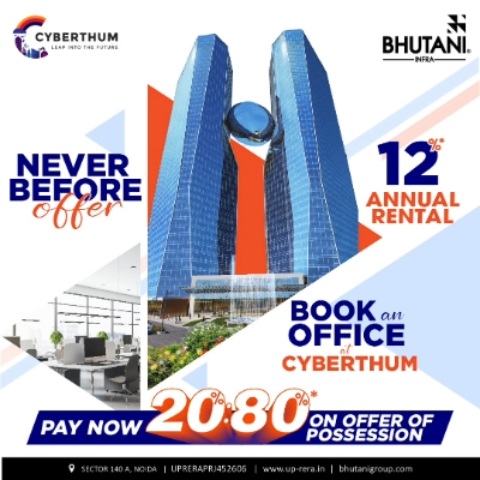 CYBERTHUM
LEAP INTO THE FUTURE
BHUTANI
INFRA
NEVER
BEFORE
offer
12%*
ANNUAL
RENTAL
BOOK an
OFFICE
at
CYBERTHUM
PAY NOW 20%:80%* ON OFFER OF
POSSESSION
SECTOR 140 A, NOIDA | UPRERAPRJ452606 | www.up-rera.in | bhutanigroup.com